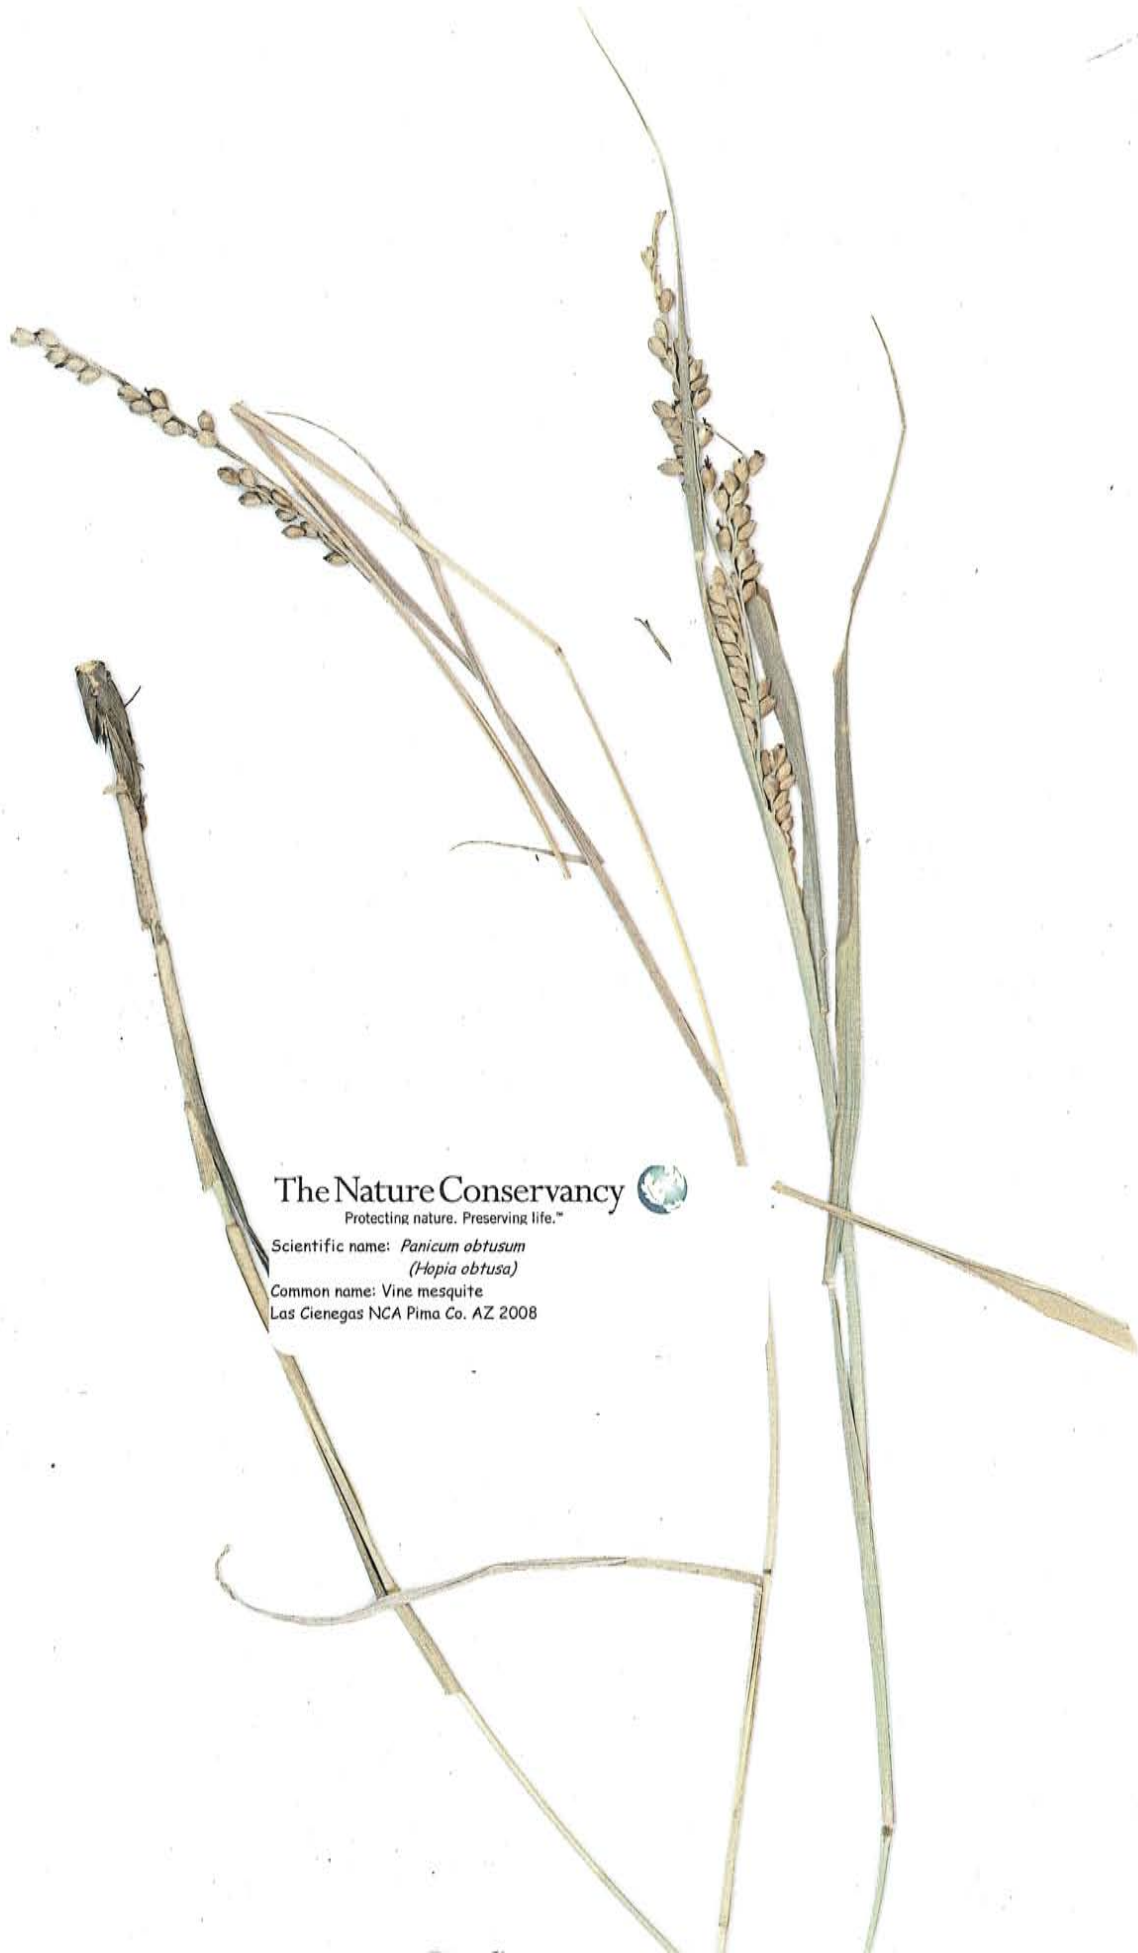 The Nature Conservancy
Protecting nature. Preserving life.™
Scientific name: Panicum obtusum
(Hopia obtusa)
Common name: Vine mesquite
Las Cienegas NCA Pima Co. AZ 2008